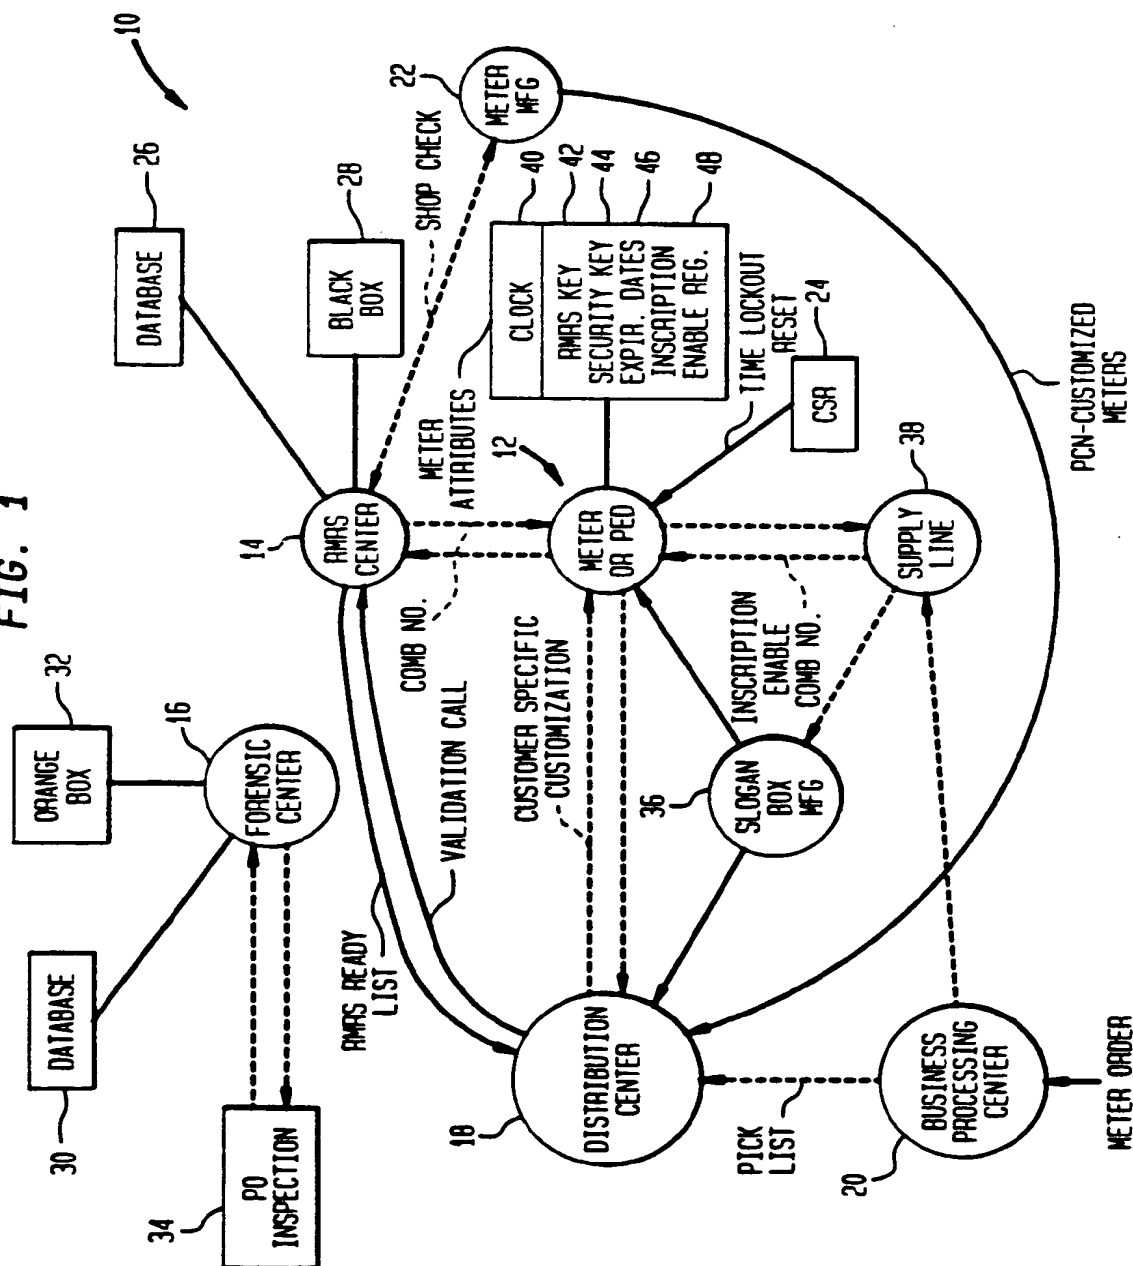 FIG. 1
10
DATABASE
26
BLACK
BOX
28
METER
MFG
22
SHOP CHECK
RMRS
CENTER
14
ORANGE
BOX
32
FORENSIC
CENTER
16
DATABASE
30
PO
INSPECTION
34
METER
ATTRIBUTES
CLOCK
40
RMRS KEY
42
SECURITY KEY
44
EXPIR. DATES
46
INSCRIPTION
ENABLE REG.
48
COMB NO.
VALIDATION CALL
RMRS READY
LIST
12
METER
OR PED
TIME LOCKOUT
RESET
CSR
24
CUSTOMER SPECIFIC
CUSTOMIZATION
INSCRIPTION
ENABLE
COMB NO.
SLOGAN
BOX
MFG
36
SUPPLY
LINE
38
PCN-CUSTOMIZED
METERS
DISTRIBUTION
CENTER
18
PICK
LIST
BUSINESS
PROCESSING
CENTER
20
METER ORDER